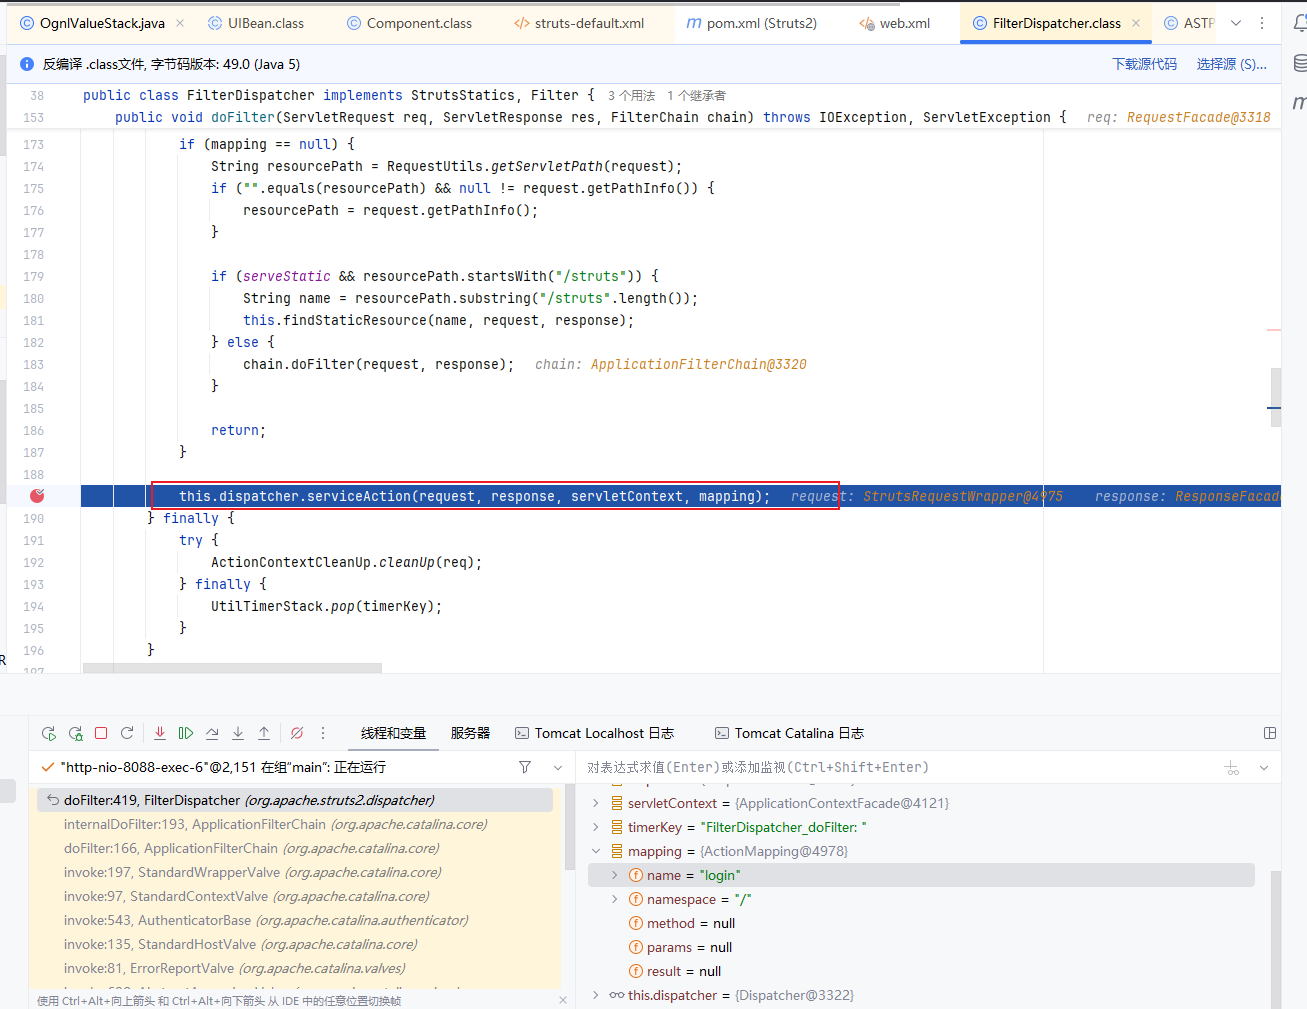 OgnlValueStack.java UIBean.class Component.class struts-default.xml pom.xml (Struts2) web.xml FilterDispatcher.class ASTP
反编译 .class文件, 字节码版本: 49.0 (Java 5) 下载源代码 选择源 (S)...
38 public class FilterDispatcher implements StrutsStatics, Filter { 3 个用法 1 个继承者
153 public void doFilter(ServletRequest req, ServletResponse res, FilterChain chain) throws IOException, ServletException { req: RequestFacade@3318
173 if (mapping == null) {
174 String resourcePath = RequestUtils.getServletPath(request);
175 if ("".equals(resourcePath) && null != request.getPathInfo()) {
176 resourcePath = request.getPathInfo();
177 }
178
179 if (serveStatic && resourcePath.startsWith("/struts")) {
180 String name = resourcePath.substring("/struts".length());
181 this.findStaticResource(name, request, response);
182 } else {
183 chain.doFilter(request, response); chain: ApplicationFilterChain@3320
184 }
185
186 return;
187 }
188
this.dispatcher.serviceAction(request, response, servletContext, mapping); request: StrutsRequestWrapper@4975 response: ResponseFacad
190 } finally {
191 try {
192 ActionContextCleanUp.cleanUp(req);
193 } finally {
194 UtilTimerStack.pop(timerKey);
195 }
196 }
197
线程和变量 服务器 Tomcat Localhost 日志 Tomcat Catalina 日志
"http-nio-8088-exec-6"@2,151 在组"main": 正在运行
doFilter:419, FilterDispatcher (org.apache.struts2.dispatcher)
internalDoFilter:193, ApplicationFilterChain (org.apache.catalina.core)
doFilter:166, ApplicationFilterChain (org.apache.catalina.core)
invoke:197, StandardWrapperValve (org.apache.catalina.core)
invoke:97, StandardContextValve (org.apache.catalina.core)
invoke:543, AuthenticatorBase (org.apache.catalina.authenticator)
invoke:135, StandardHostValve (org.apache.catalina.core)
invoke:81, ErrorReportValve (org.apache.catalina.valves)
使用 Ctrl+Alt+向上箭头 和 Ctrl+Alt+向下箭头 从 IDE 中的任意位置切换帧
对表达式求值(Enter)或添加监视(Ctrl+Shift+Enter)
servletContext = {ApplicationContextFacade@4121}
timerKey = "FilterDispatcher_doFilter: "
mapping = {ActionMapping@4978}
name = "login"
namespace = "/"
method = null
params = null
result = null
this.dispatcher = {Dispatcher@3322}